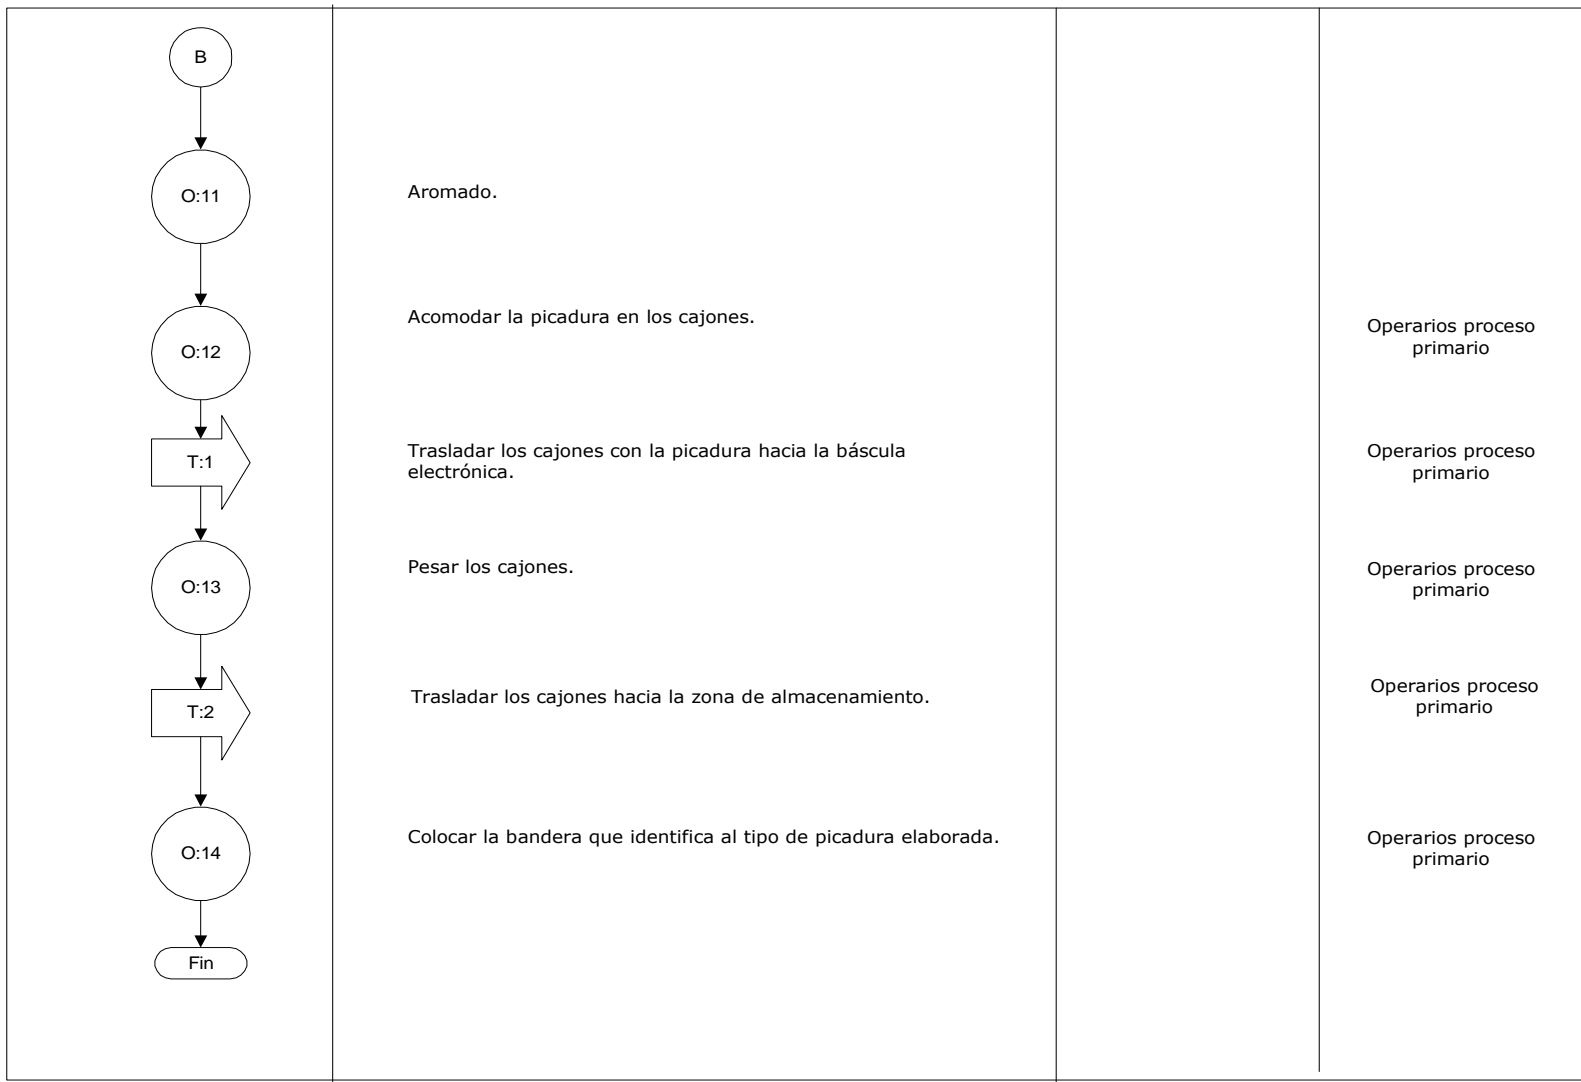 B
O:11
Aromado.
O:12
Acomodar la picadura en los cajones.
Operarios proceso
primario
T:1
Trasladar los cajones con la picadura hacia la báscula
electrónica.
Operarios proceso
primario
O:13
Pesar los cajones.
Operarios proceso
primario
T:2
Trasladar los cajones hacia la zona de almacenamiento.
Operarios proceso
primario
O:14
Colocar la bandera que identifica al tipo de picadura elaborada.
Operarios proceso
primario
Fin